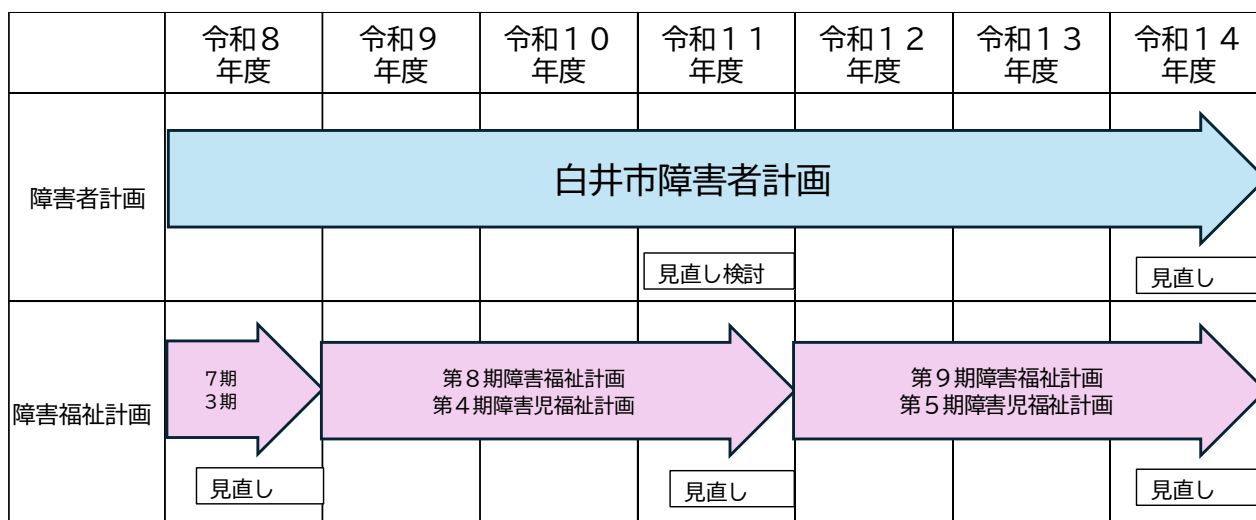 令和８
年度
令和９
年度
令和１０
年度
令和１１
年度
令和１２
年度
令和１３
年度
令和１４
年度
障害者計画
白井市障害者計画
見直し検討
見直し
障害福祉計画
７期
３期
第８期障害福祉計画
第４期障害児福祉計画
第９期障害福祉計画
第５期障害児福祉計画
見直し
見直し
見直し